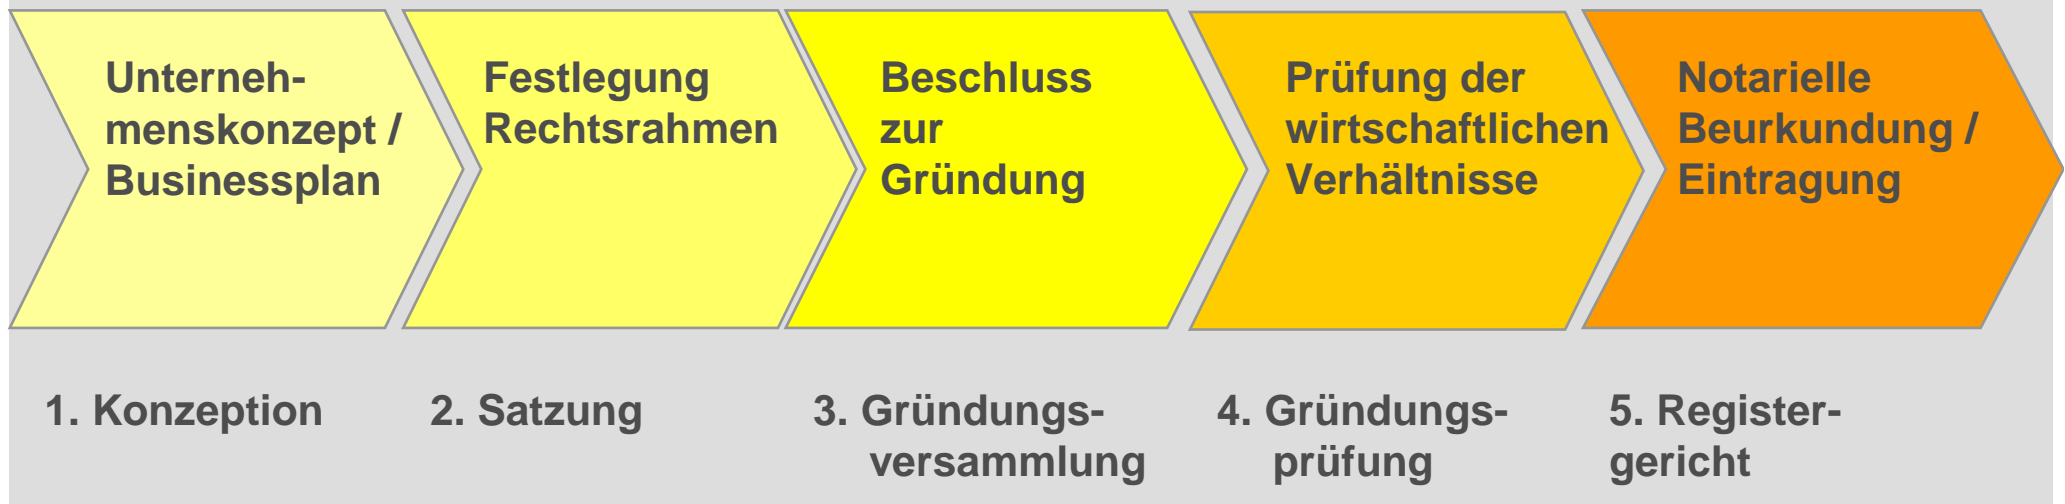 Unterneh-
menskonzept /
Businessplan
Festlegung
Rechtsrahmen
Beschluss
zur
Gründung
Prüfung der
wirtschaftlichen
Verhältnisse
Notarielle
Beurkundung /
Eintragung
1. Konzeption
2. Satzung
3. Gründungs-
versammlung
4. Gründungs-
prüfung
5. Register-
gericht